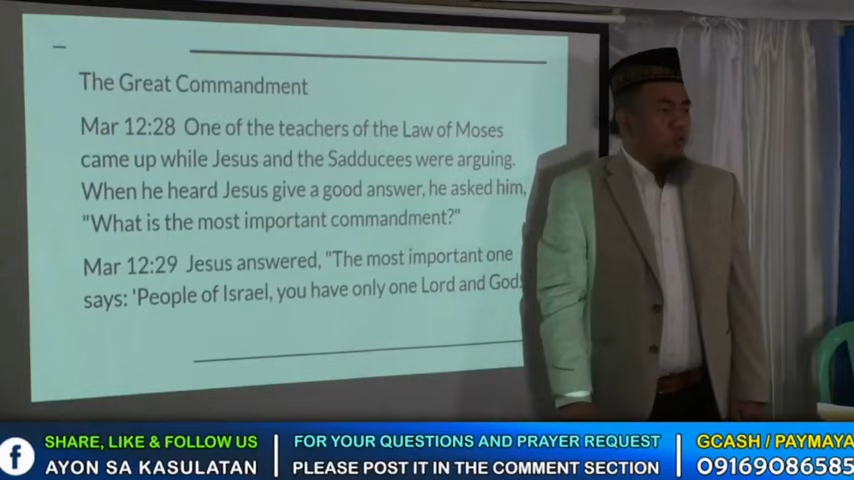 The Great Commandment
Mar 12:28 One of the teachers of the Law of Moses
came up while Jesus and the Sadducees were arguing.
When he heard Jesus give a good answer, he asked him,
"What is the most important commandment?"
Mar 12:29 Jesus answered, "The most important one
says: 'People of Israel, you have only one Lord and God.
f
SHARE, LIKE & FOLLOW US
AYON SA KASULATAN
FOR YOUR QUESTIONS AND PRAYER REQUEST
PLEASE POST IT IN THE COMMENT SECTION
GCASH / PAYMAYA
09169086585